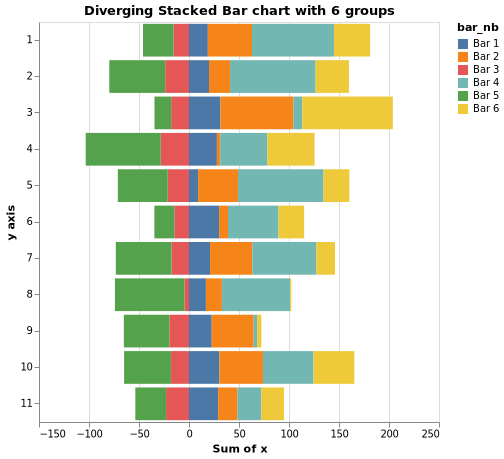 Diverging Stacked Bar chart with 6 groups
bar_nb
Bar 1
Bar 2
Bar 3
Bar 4
Bar 5
Bar 6
y axis
1
2
3
4
5
6
7
8
9
10
11
−150 −100 −50 0 50 100 150 200 250
Sum of x